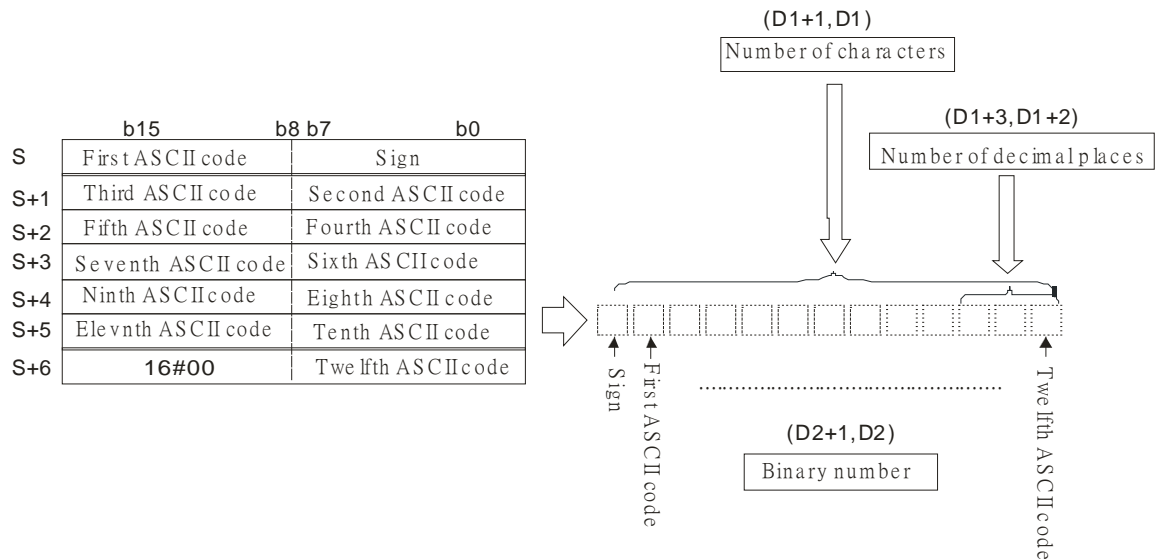 (D1+1,D1)
Number of characters
(D1+3,D1+2)
Number of decimal places
b15 b8 b7 b0
S First ASCII code Sign
S+1 Third ASCII code Second ASCII code
S+2 Fifth ASCII code Fourth ASCII code
S+3 Seventh ASCII code Sixth ASCII code
S+4 Ninth ASCII code Eighth ASCII code
S+5 Elevnth ASCII code Tenth ASCII code
S+6 16#00 Twelfth ASCII code
Sign
First ASCII code
Twelfth ASCII code
(D2+1,D2)
Binary number